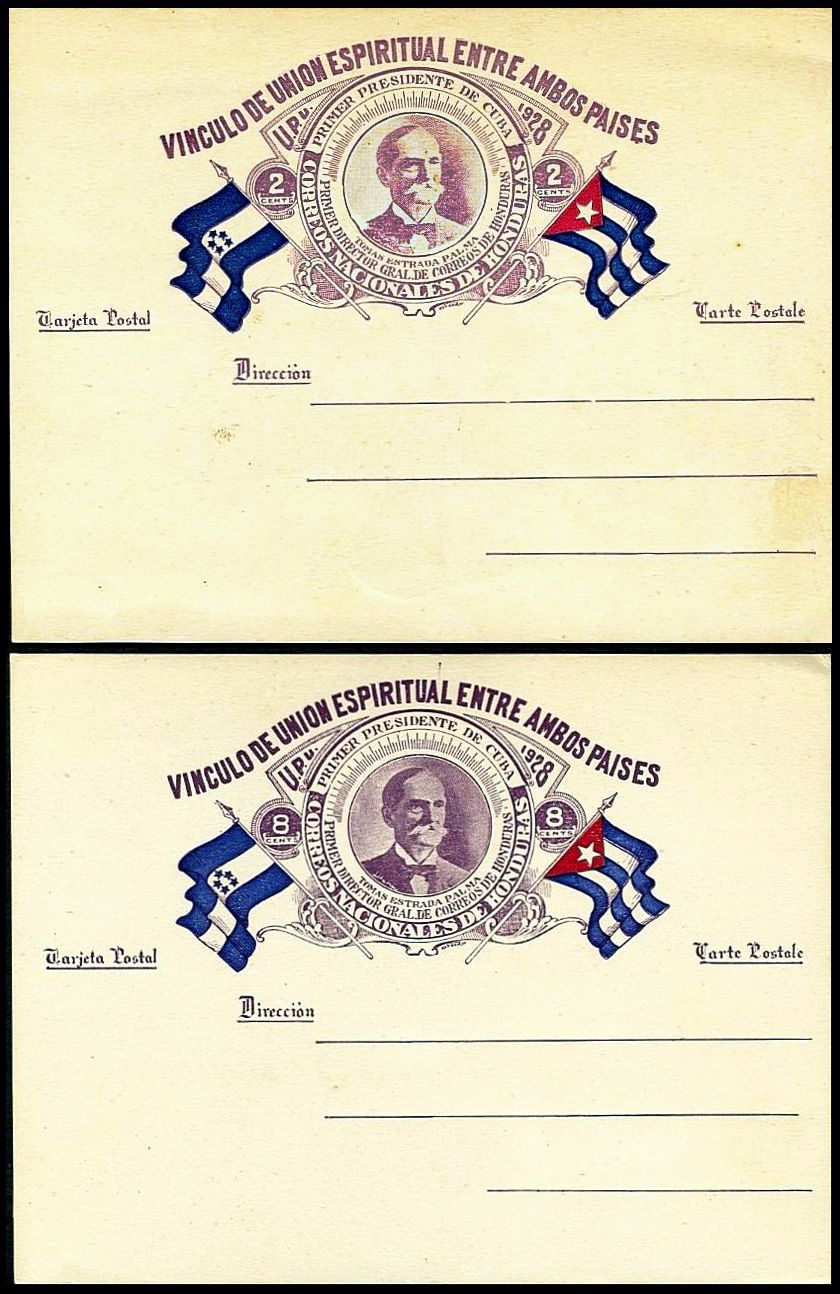 VINCULO DE UNION ESPIRITUAL ENTRE AMBOS PAISES
U.P.U. 1928
PRIMER PRESIDENTE DE CUBA
2 CENTS
2 CENTS
TOMAS ESTRADA PALMA
PRIMER DIRECTOR GRAL. DE CORREOS DE HONDURAS
CORREOS NACIONALES DE HONDURAS
Tarjeta Postal
Carte Postale
Dirección
VINCULO DE UNION ESPIRITUAL ENTRE AMBOS PAISES
U.P.U. 1928
PRIMER PRESIDENTE DE CUBA
8 CENTS
8 CENTS
TOMAS ESTRADA PALMA
PRIMER DIRECTOR GRAL. DE CORREOS DE HONDURAS
CORREOS NACIONALES DE HONDURAS
Tarjeta Postal
Carte Postale
Dirección